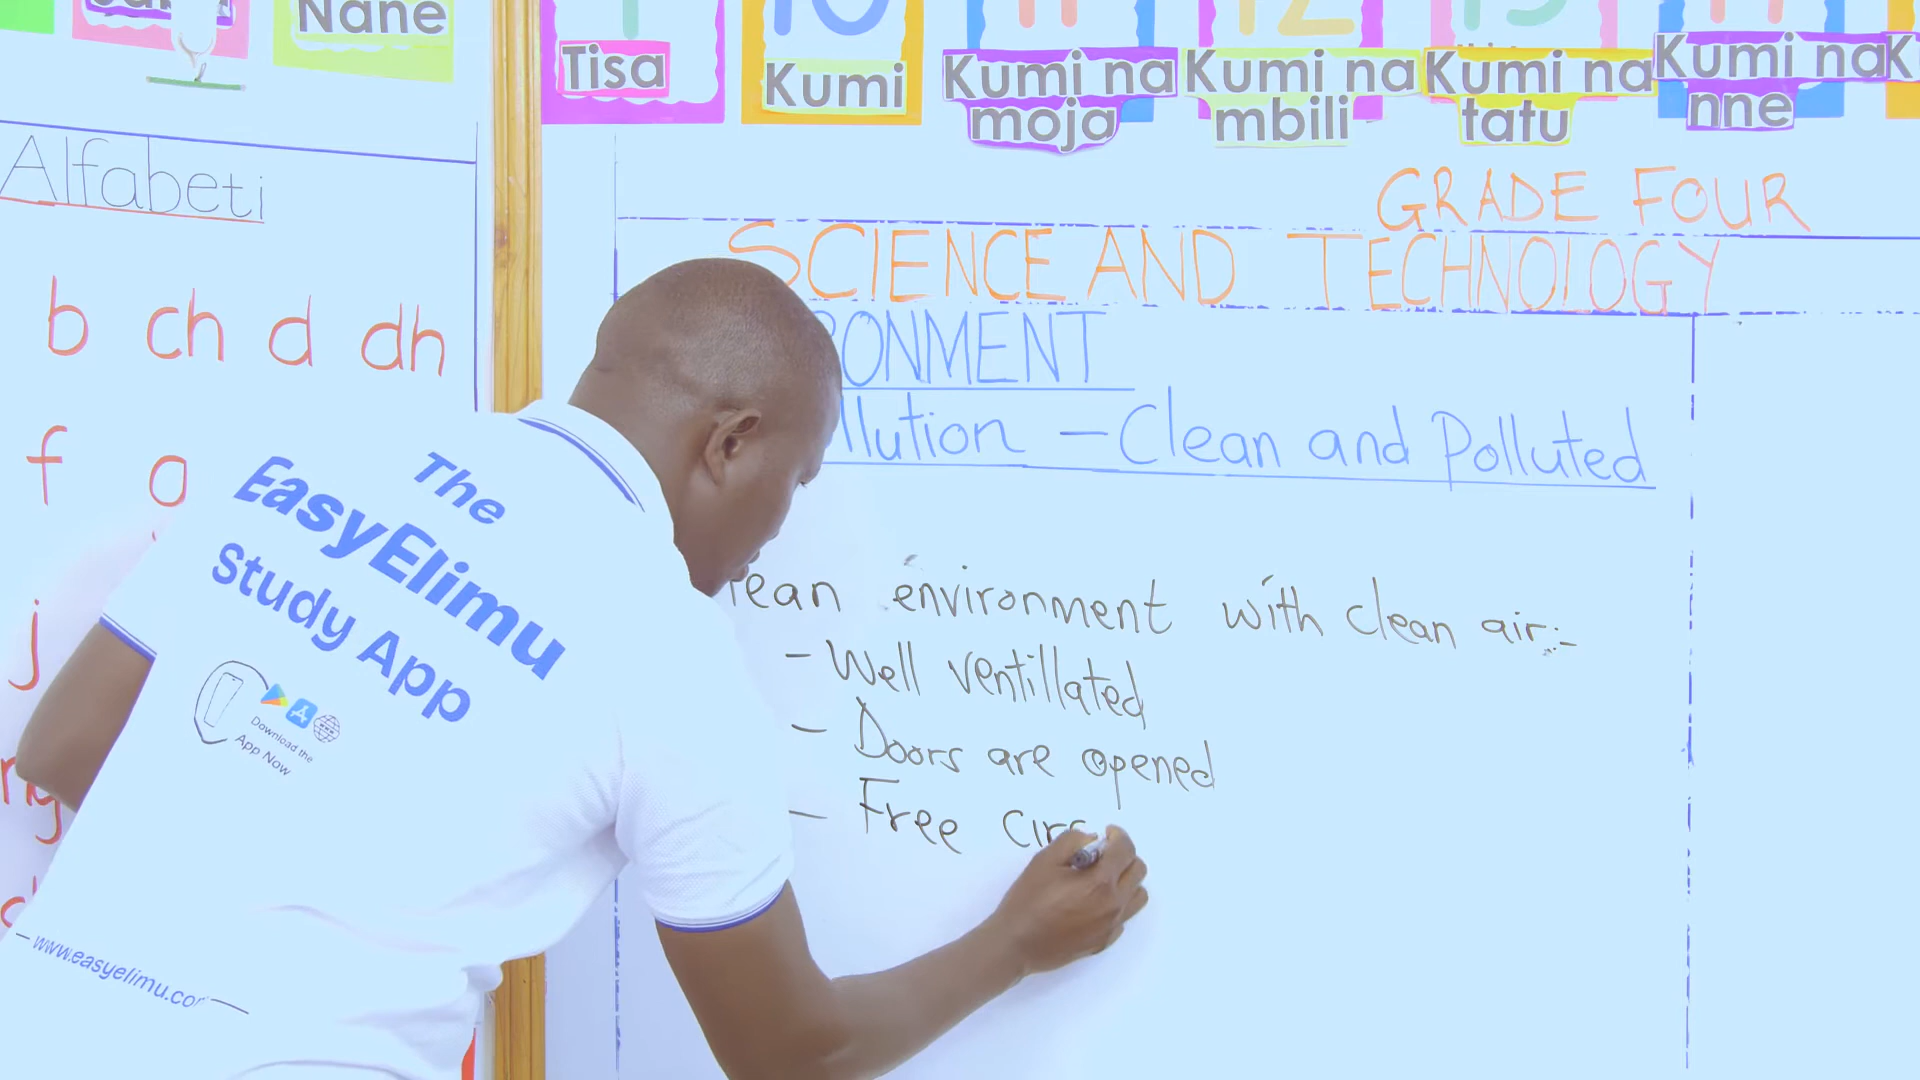 Nane
Tisa
Kumi
Kumi na
moja
Kumi na
mbili
Kumi na
tatu
Kumi na
nne
Alfabeti
b ch d dh
f
j
GRADE FOUR
SCIENCE AND TECHNOLOGY
ONMENT
llution - Clean and Polluted
ean environment with clean air:-
- Well ventillated
- Doors are opened
- Free Circ
The
EasyElimu
Study App
Download the
App Now
www.easyelimu.co